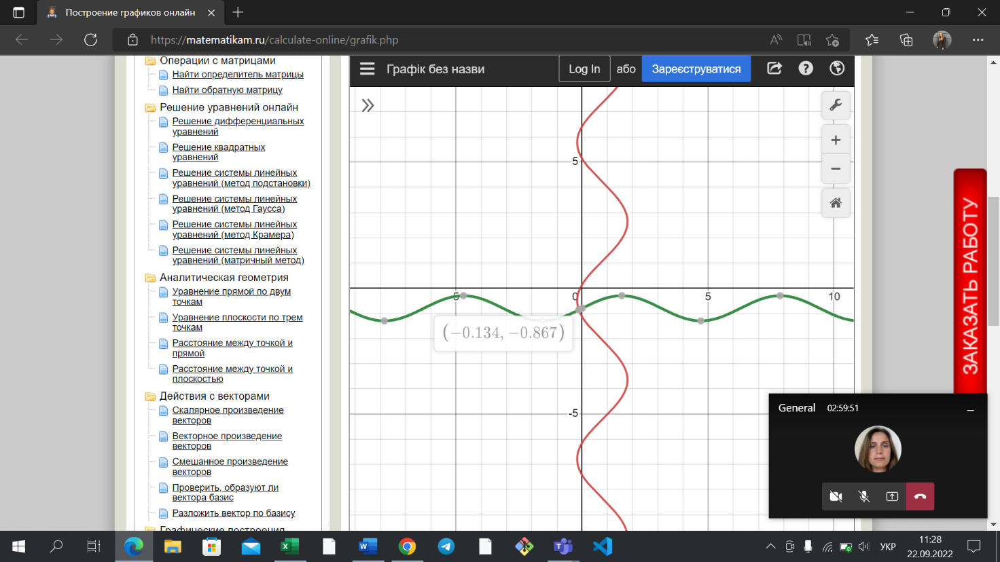 Построение графиков онлайн
https://matematikam.ru/calculate-online/grafik.php
Операции с матрицами
Найти определитель матрицы
Найти обратную матрицу
Решение уравнений онлайн
Решение дифференциальных
уравнений
Решение квадратных
уравнений
Решение системы линейных
уравнений (метод подстановки)
Решение системы линейных
уравнений (метод Гаусса)
Решение системы линейных
уравнений (метод Крамера)
Решение системы линейных
уравнений (матричный метод)
Аналитическая геометрия
Уравнение прямой по двум
точкам
Уравнение плоскости по трем
точкам
Расстояние между точкой и
прямой
Расстояние между точкой и
плоскостью
Действия с векторами
Скалярное произведение
векторов
Векторное произведение
векторов
Смешанное произведение
векторов
Проверить, образуют ли
вектора базис
Разложить вектор по базису
Графические построения
Графік без назви
Log In
або
Зареєструватися
5
-5
0
5
10
-5
(−0.134, −0.867)
ЗАКАЗАТЬ РАБОТУ
General 02:59:51
УКР
11:28
22.09.2022